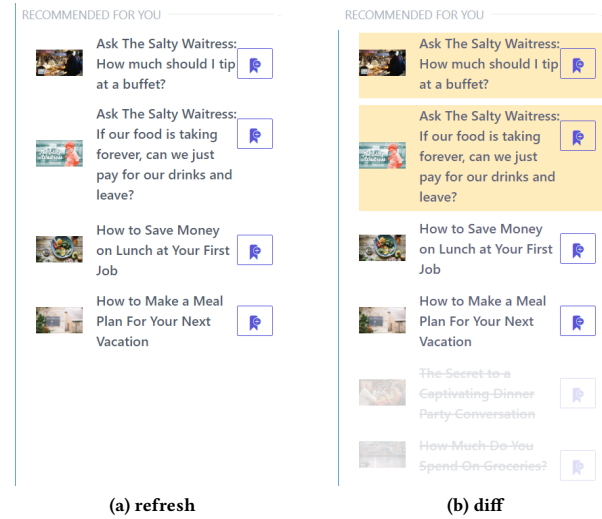 RECOMMENDED FOR YOU
Ask The Salty Waitress:
How much should I tip
at a buffet?
Ask The Salty Waitress:
If our food is taking
forever, can we just
pay for our drinks and
leave?
How to Save Money
on Lunch at Your First
Job
How to Make a Meal
Plan For Your Next
Vacation
(a) refresh
RECOMMENDED FOR YOU
Ask The Salty Waitress:
How much should I tip
at a buffet?
Ask The Salty Waitress:
If our food is taking
forever, can we just
pay for our drinks and
leave?
How to Save Money
on Lunch at Your First
Job
How to Make a Meal
Plan For Your Next
Vacation
The Secret to a
Captivating Dinner
Party Conversation
How Much Do You
Spend On Groceries?
(b) diff